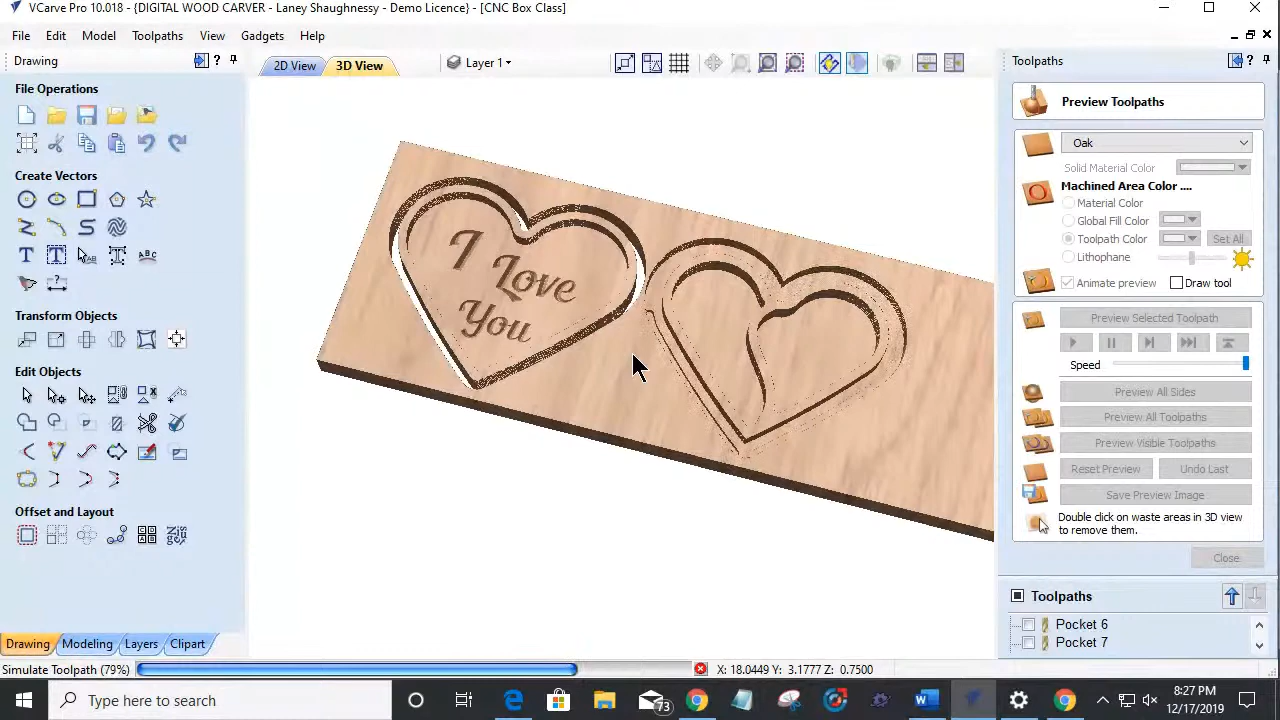 VCarve Pro 10.018 - {DIGITAL WOOD CARVER - Laney Shaughnessy - Demo Licence} - [CNC Box Class]
File Edit Model Toolpaths View Gadgets Help
Drawing
?
2D View
3D View
Layer 1
Toolpaths
?
File Operations
Create Vectors
Transform Objects
Edit Objects
Offset and Layout
Drawing Modeling Layers Clipart
I Love
You
Preview Toolpaths
Oak
Solid Material Color
Machined Area Color ....
Material Color
Global Fill Color
Toolpath Color
Set All
Lithophane
Animate preview
Draw tool
Preview Selected Toolpath
Speed
Preview All Sides
Preview All Toolpaths
Preview Visible Toolpaths
Reset Preview
Undo Last
Save Preview Image
Double click on waste areas in 3D view
to remove them.
Close
Toolpaths
Pocket 6
Pocket 7
Simulate Toolpath (79%)
X: 18.0449 Y: 3.1777 Z: 0.7500
Type here to search
73
8:27 PM
12/17/2019